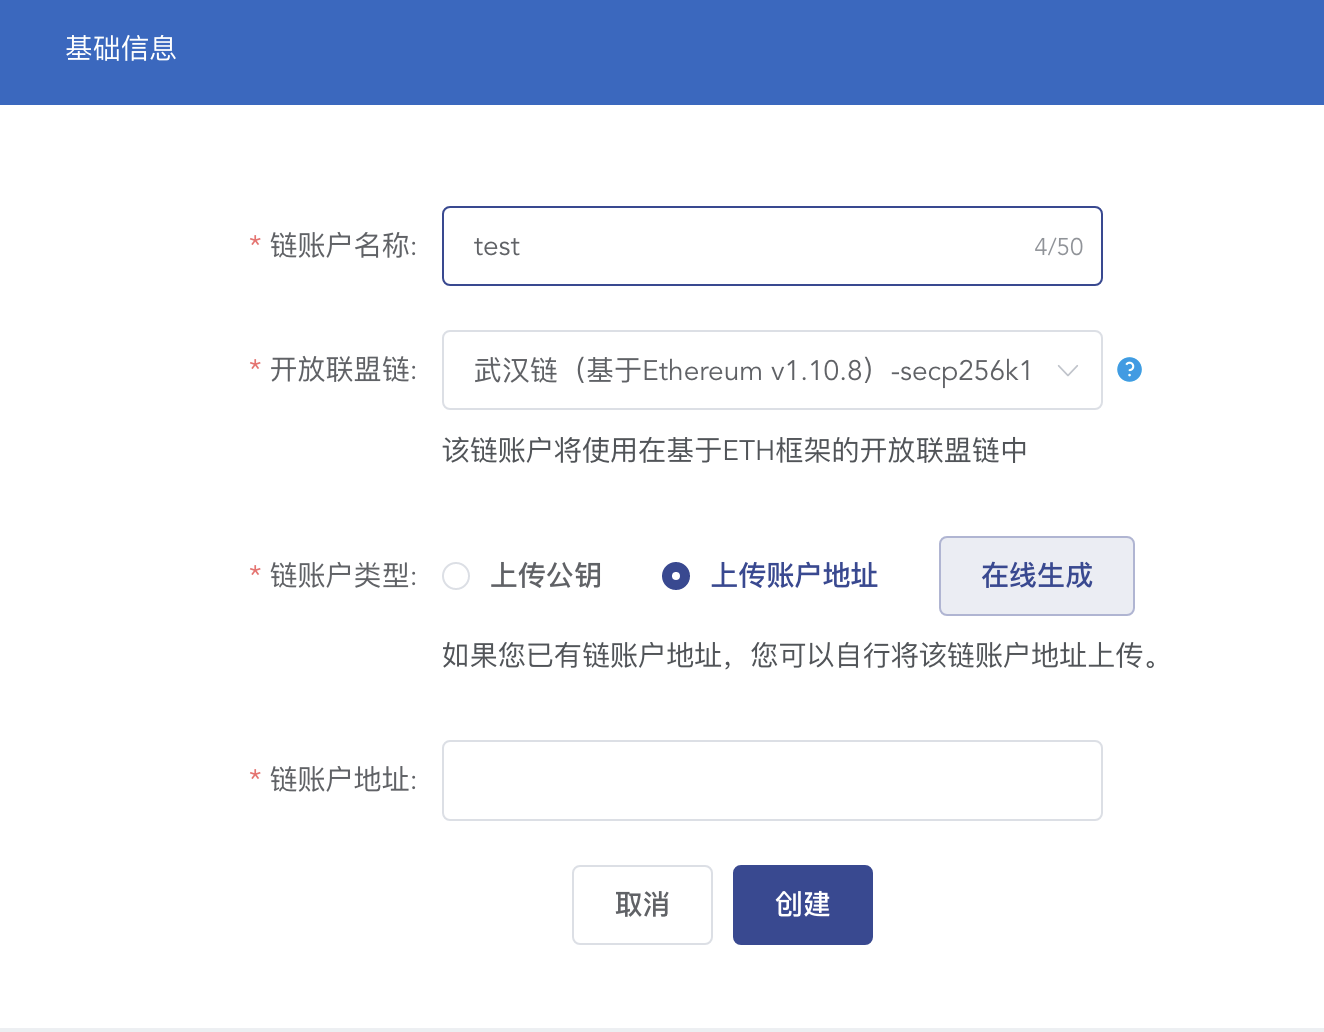 基础信息
* 链账户名称: test 4/50
* 开放联盟链: 武汉链（基于Ethereum v1.10.8）-secp256k1 ?
该链账户将使用在基于ETH框架的开放联盟链中
* 链账户类型: 上传公钥 上传账户地址 在线生成
如果您已有链账户地址，您可以自行将该链账户地址上传。
* 链账户地址:
取消 创建